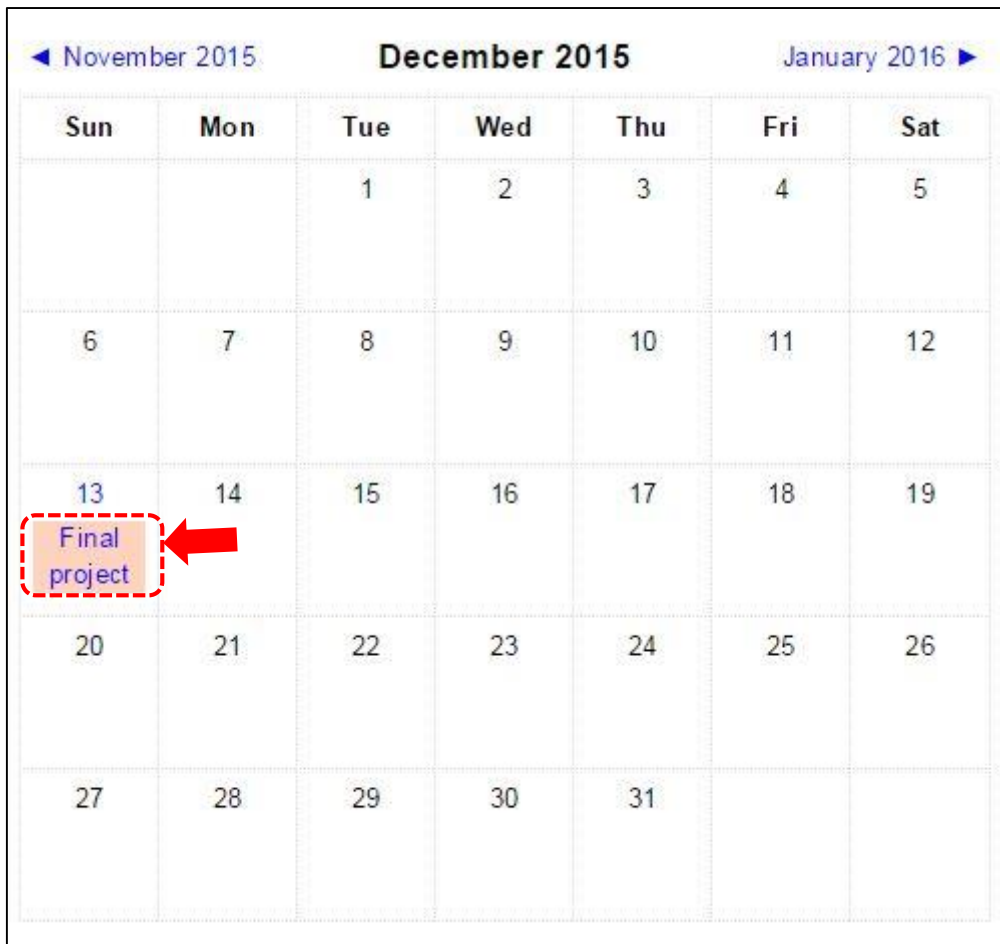 ◄ November 2015 December 2015 January 2016 ►
Sun Mon Tue Wed Thu Fri Sat
1 2 3 4 5
6 7 8 9 10 11 12
13 14 15 16 17 18 19
Final
project
20 21 22 23 24 25 26
27 28 29 30 31